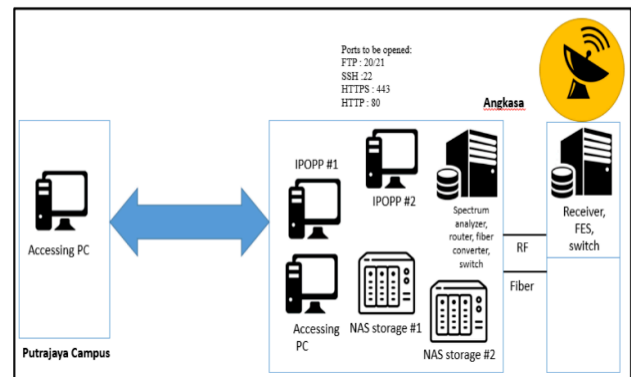 Ports to be opened:
FTP : 20/21
SSH :22
HTTPS : 443
HTTP : 80
Angkasa
IPOPP #1
IPOPP #2
Accessing PC
Spectrum
analyzer,
router, fiber
converter,
switch
Receiver,
FES,
switch
RF
Fiber
Accessing
PC
NAS storage #1
NAS storage #2
Putrajaya Campus